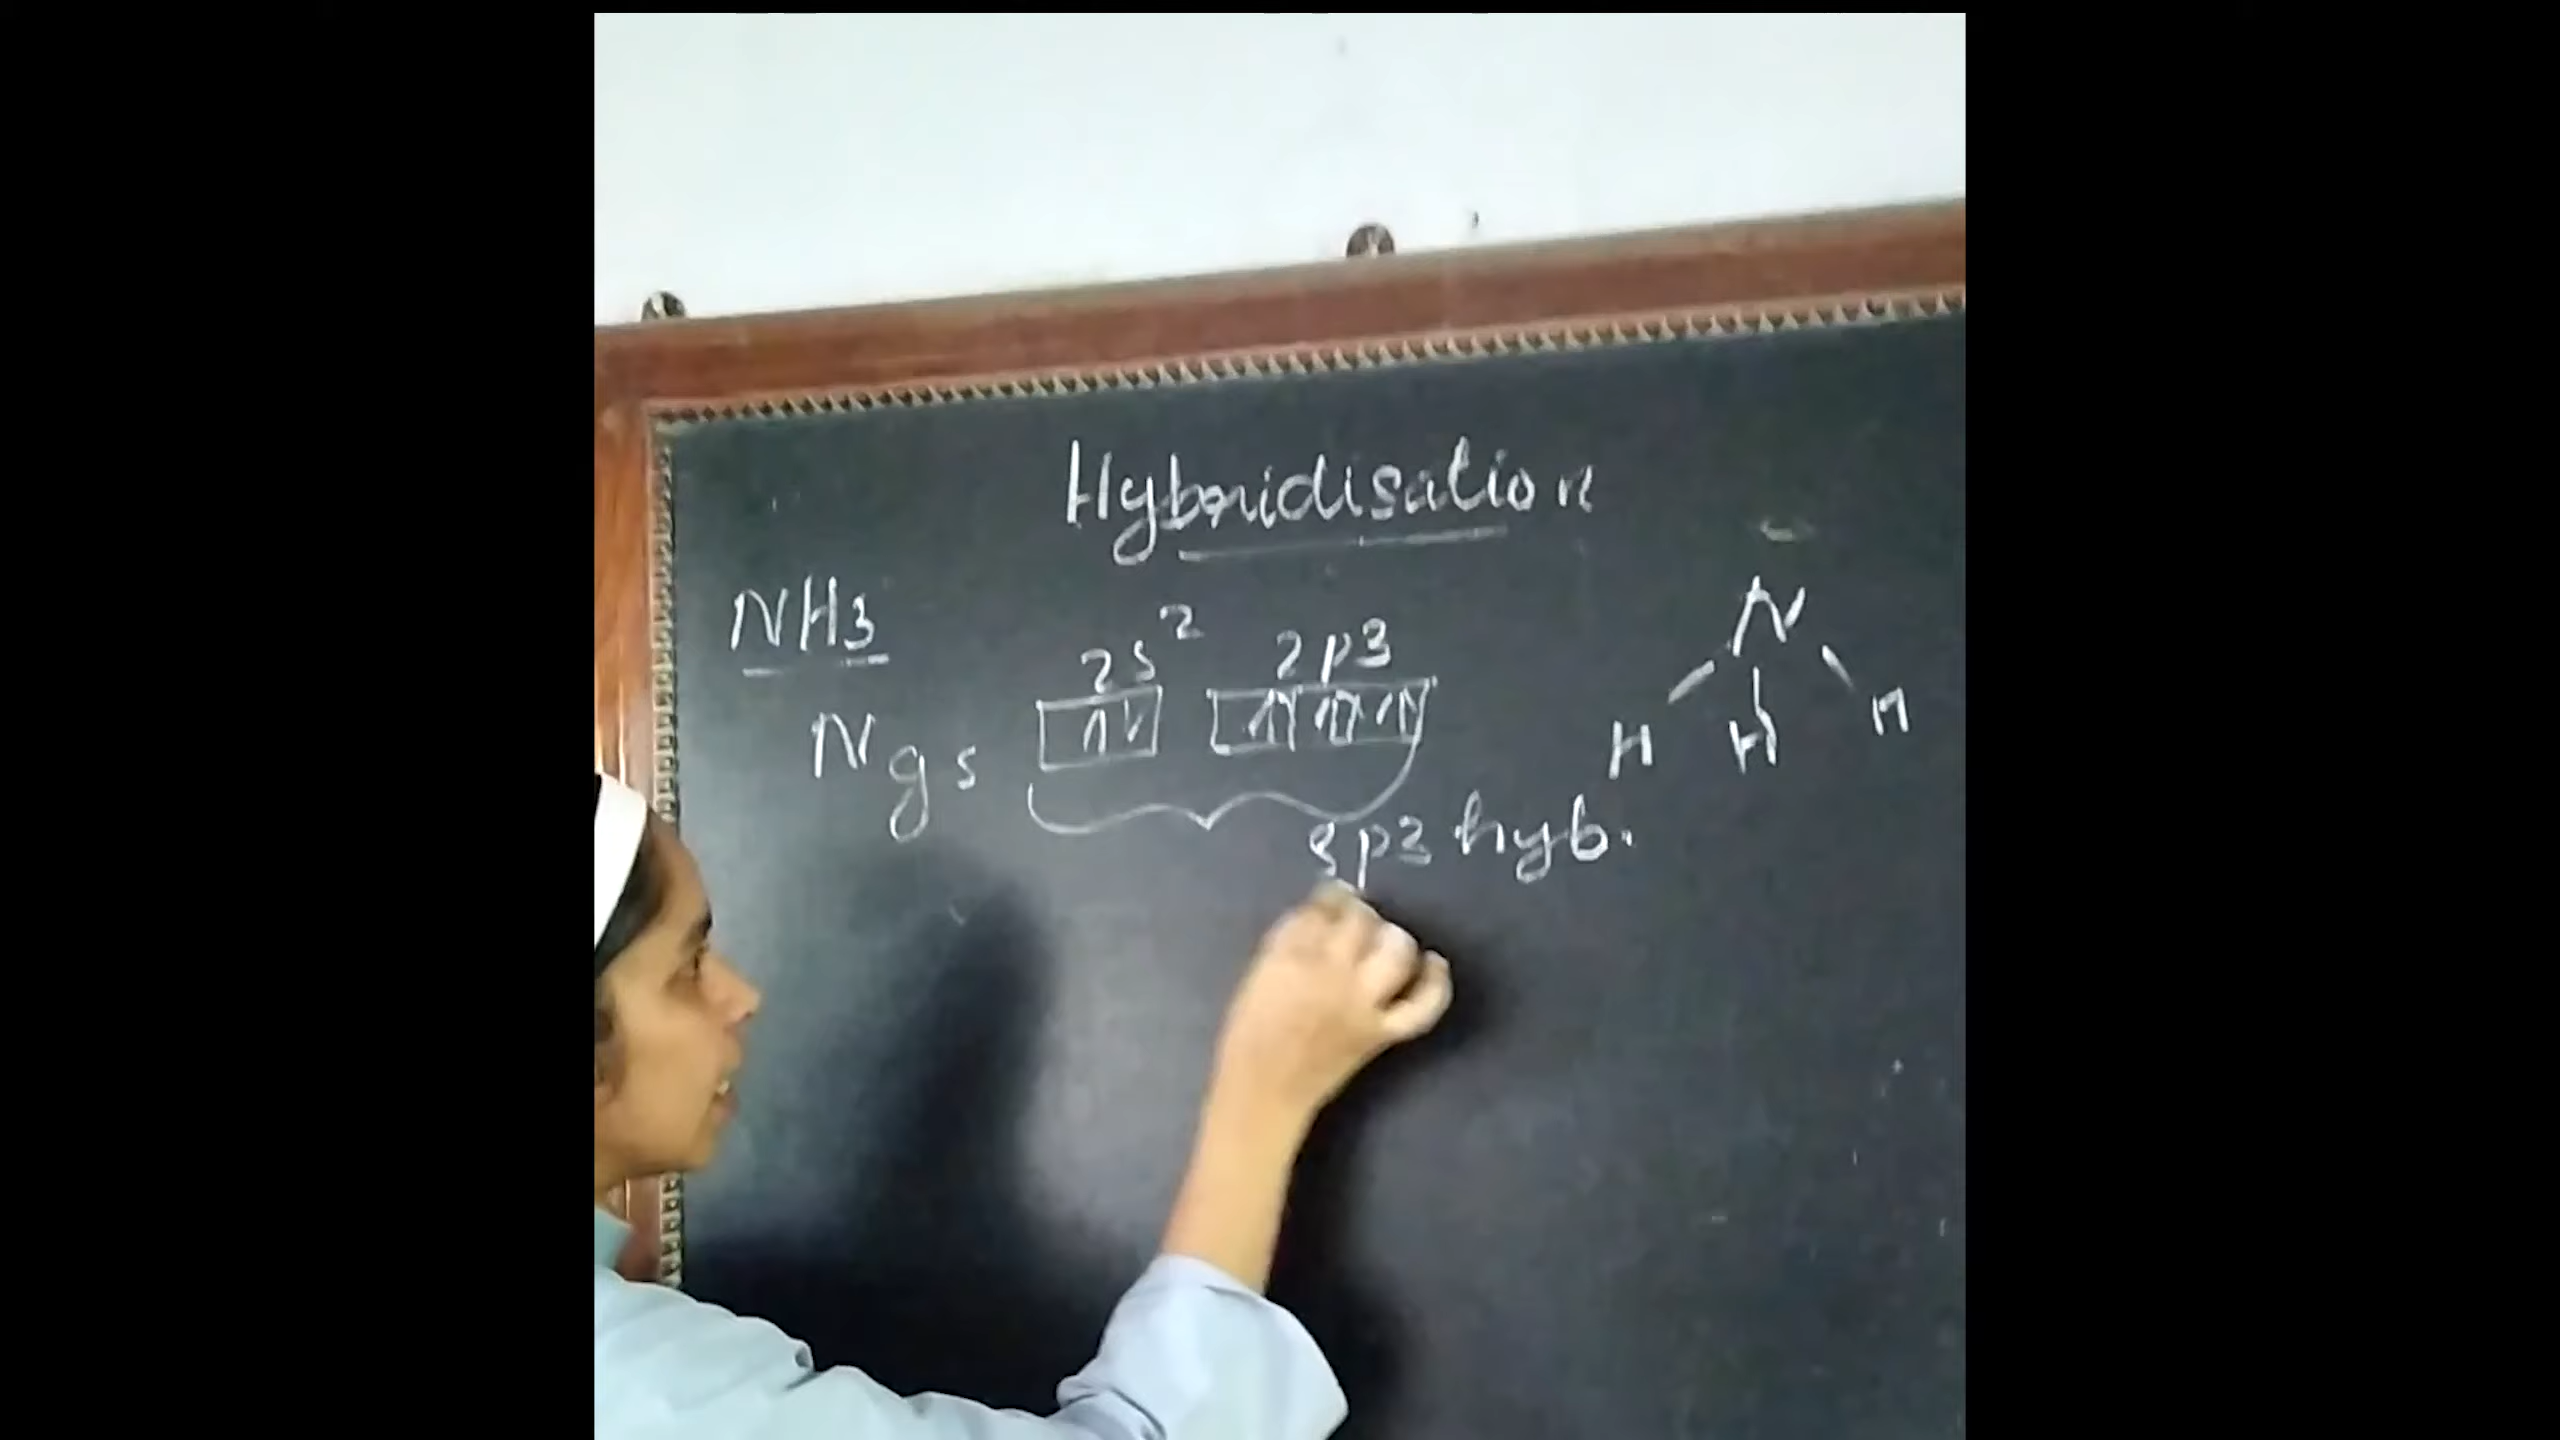 Hybridisation
NH3
2s² 2p3
N gs
sp3 hyb.
N
H H H